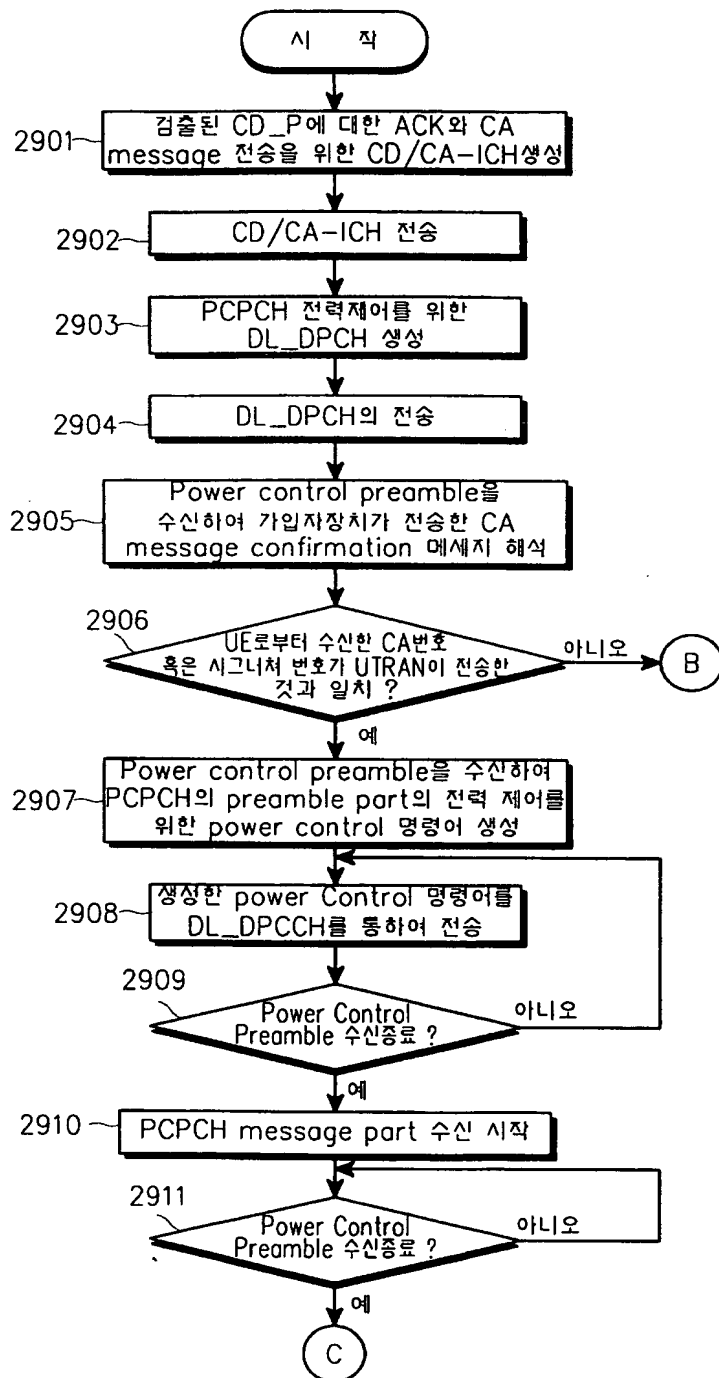 시 작
2901
검출된 CD_P에 대한 ACK와 CA
message 전송을 위한 CD/CA-ICH생성
2902
CD/CA-ICH 전송
2903
PCPCH 전력제어를 위한
DL_DPCH 생성
2904
DL_DPCH의 전송
2905
Power control preamble을
수신하여 가입자장치가 전송한 CA
message confirmation 메세지 해석
2906
UE로부터 수신한 CA번호
혹은 시그너쳐 번호가 UTRAN이 전송한
것과 일치 ?
아니오
B
예
2907
Power control preamble을 수신하여
PCPCH의 preamble part의 전력 제어를
위한 power control 명령어 생성
2908
생성한 power Control 명령어를
DL_DPCCH를 통하여 전송
2909
Power Control
Preamble 수신종료 ?
아니오
예
2910
PCPCH message part 수신 시작
2911
Power Control
Preamble 수신종료 ?
아니오
예
C